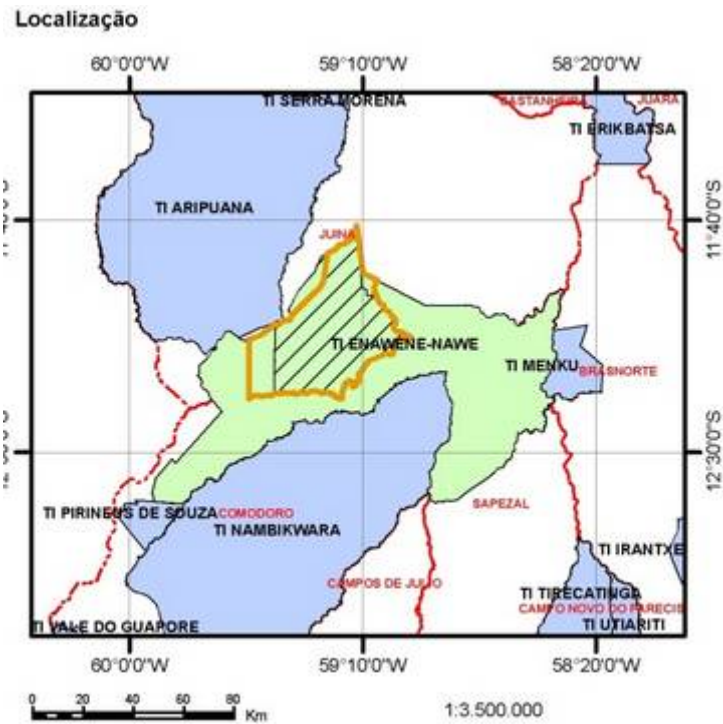 Localização
60°0'0"W
59°10'0"W
58°20'0"W
TI SERRA MORENA
CASTANHEIRA
JUARA
TI ERIKBATSA
TI ARIPUANA
11°40'0"S
JUINA
TI ENAWENE-NAWE
TI MENKU
BRASNORTE
12°30'0"S
SAPEZAL
TI PIRINEUS DE SOUZA
COMODORO
TI NAMBIKWARA
TI IRANTXE
CAMPOS DE JULIO
TI TIRECATINGA
CAMPO NOVO DO PARECIS
TI VALE DO GUAPORE
TI UTIARITI
60°0'0"W
59°10'0"W
58°20'0"W
0 20 40 60 80
Km
1:3.500.000